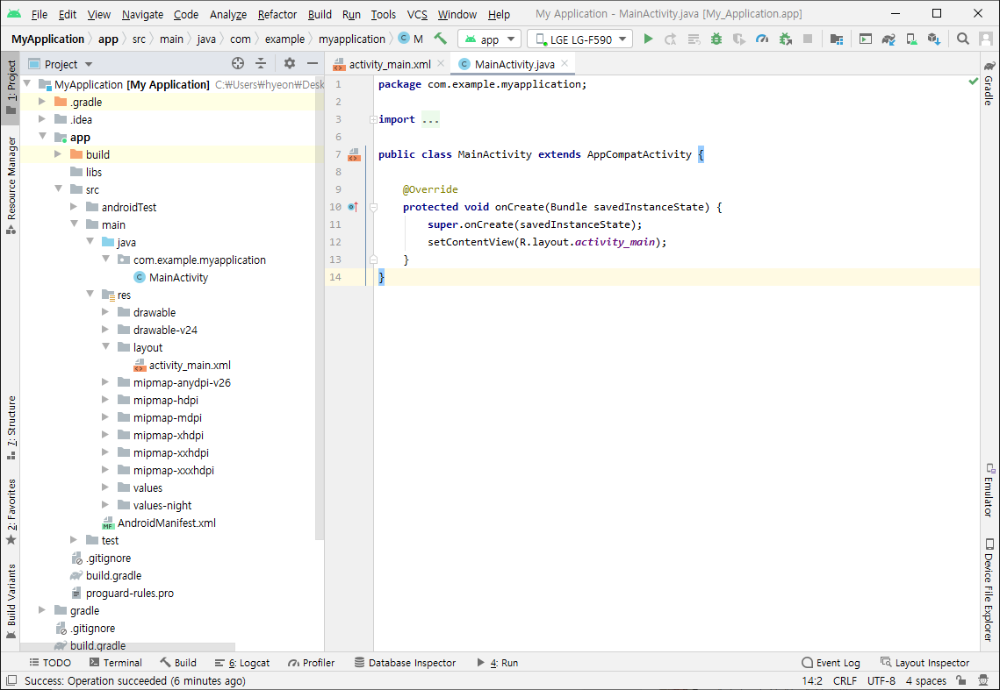 File Edit View Navigate Code Analyze Refactor Build Run Tools VCS Window Help My Application - MainActivity.java [My_Application.app]
MyApplication app src main java com example myapplication C M app LGE LG-F590
Project
activity_main.xml C MainActivity.java
1: Project
Resource Manager
7: Structure
2: Favorites
Build Variants
MyApplication [My Application] C:₩Users₩hyeon₩Desk
.gradle
.idea
app
build
libs
src
androidTest
main
java
com.example.myapplication
C MainActivity
res
drawable
drawable-v24
layout
activity_main.xml
mipmap-anydpi-v26
mipmap-hdpi
mipmap-mdpi
mipmap-xhdpi
mipmap-xxhdpi
mipmap-xxxhdpi
values
values-night
MF AndroidManifest.xml
test
.gitignore
build.gradle
proguard-rules.pro
gradle
.gitignore
build.gradle
1 package com.example.myapplication;
2
3 import ...
6
7 public class MainActivity extends AppCompatActivity {
8
9 @Override
10 protected void onCreate(Bundle savedInstanceState) {
11 super.onCreate(savedInstanceState);
12 setContentView(R.layout.activity_main);
13 }
14 }
Gradle
Emulator
Device File Explorer
TODO Terminal Build 6: Logcat Profiler Database Inspector 4: Run Event Log Layout Inspector
Success: Operation succeeded (6 minutes ago) 14:2 CRLF UTF-8 4 spaces